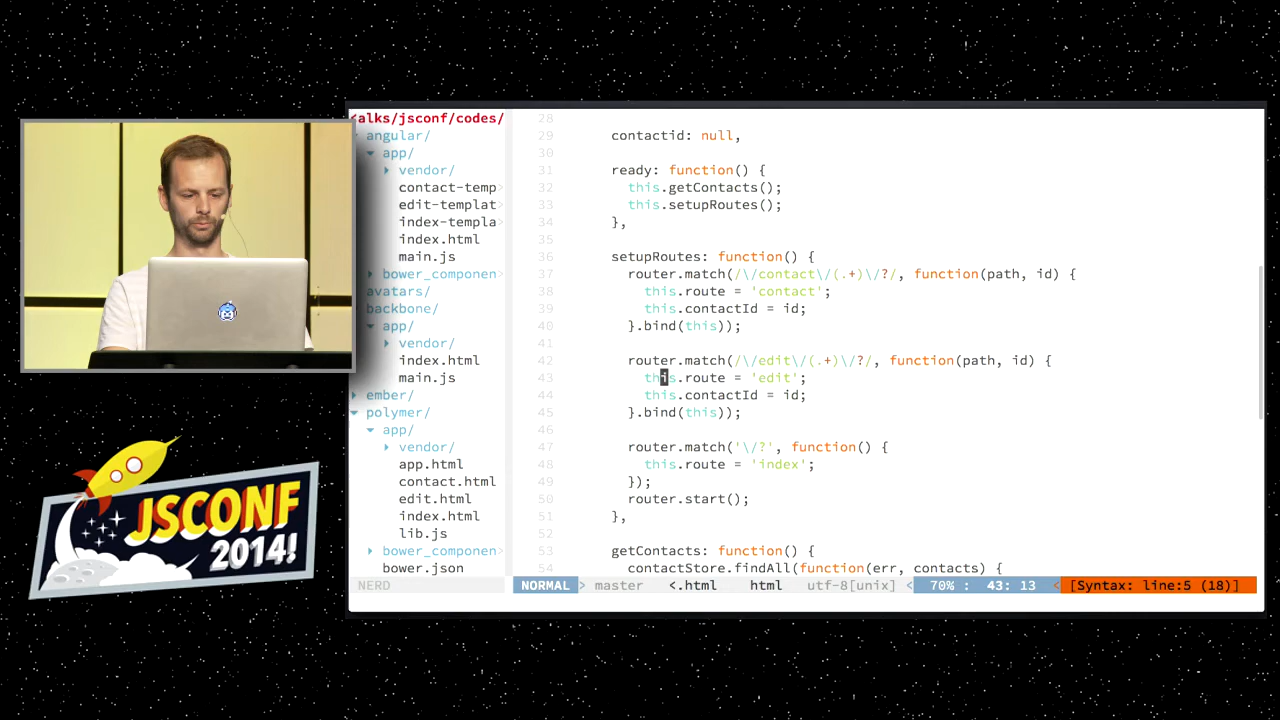 <alks/jsconf/codes/
angular/
app/
vendor/
contact-temp>
edit-templat>
index-templa>
index.html
main.js
bower_componen>
avatars/
backbone/
app/
vendor/
index.html
main.js
ember/
polymer/
app/
vendor/
app.html
contact.html
edit.html
index.html
lib.js
bower_componen>
bower.json
NERD
28
29 contactid: null,
30
31 ready: function() {
32 this.getContacts();
33 this.setupRoutes();
34 },
35
36 setupRoutes: function() {
37 router.match(/\/contact\/(.+)\/?/, function(path, id) {
38 this.route = 'contact';
39 this.contactId = id;
40 }.bind(this));
41
42 router.match(/\/edit\/(.+)\/?/, function(path, id) {
43 this.route = 'edit';
44 this.contactId = id;
45 }.bind(this));
46
47 router.match('\/?', function() {
48 this.route = 'index';
49 });
50 router.start();
51 },
52
53 getContacts: function() {
54 contactStore.findAll(function(err, contacts) {
NORMAL > master <.html html utf-8[unix] < 70% : 43: 13 < [Syntax: line:5 (18)]
JSCONF
2014!